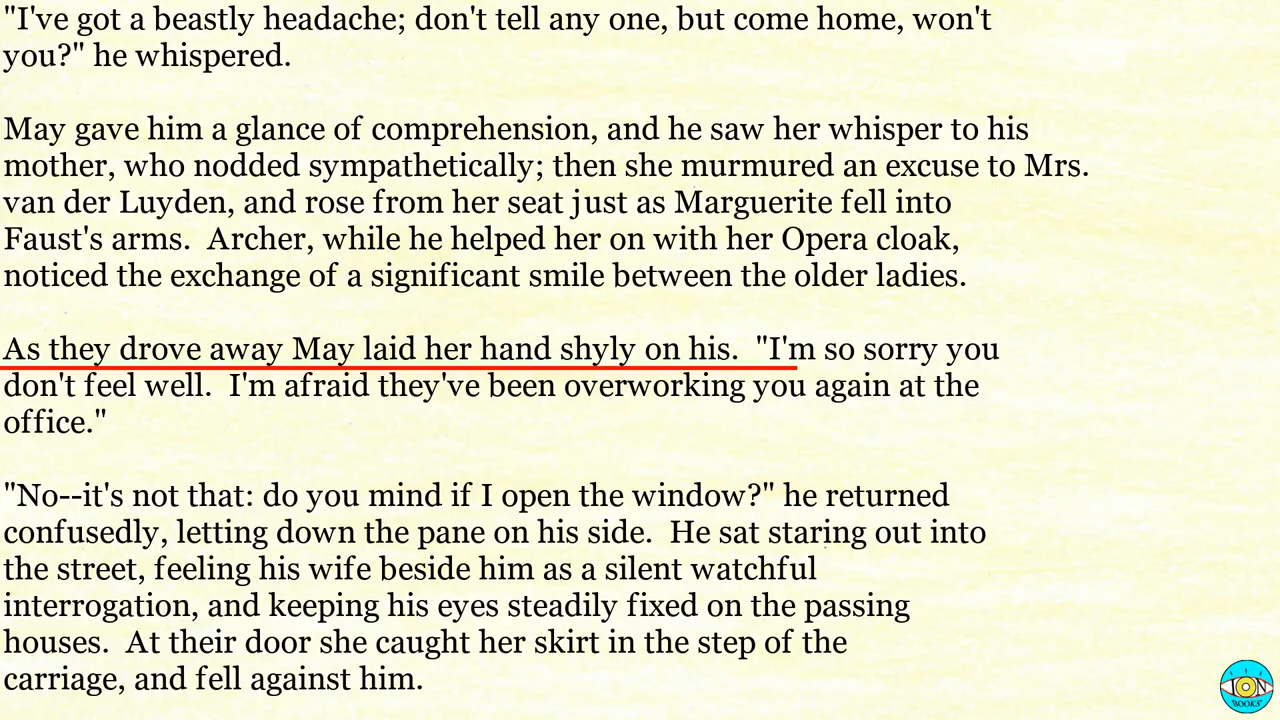 "I've got a beastly headache; don't tell any one, but come home, won't
you?" he whispered.
May gave him a glance of comprehension, and he saw her whisper to his
mother, who nodded sympathetically; then she murmured an excuse to Mrs.
van der Luyden, and rose from her seat just as Marguerite fell into
Faust's arms.  Archer, while he helped her on with her Opera cloak,
noticed the exchange of a significant smile between the older ladies.
As they drove away May laid her hand shyly on his.  "I'm so sorry you
don't feel well.  I'm afraid they've been overworking you again at the
office."
"No--it's not that: do you mind if I open the window?" he returned
confusedly, letting down the pane on his side.  He sat staring out into
the street, feeling his wife beside him as a silent watchful
interrogation, and keeping his eyes steadily fixed on the passing
houses.  At their door she caught her skirt in the step of the
carriage, and fell against him.
ION
BOOKS